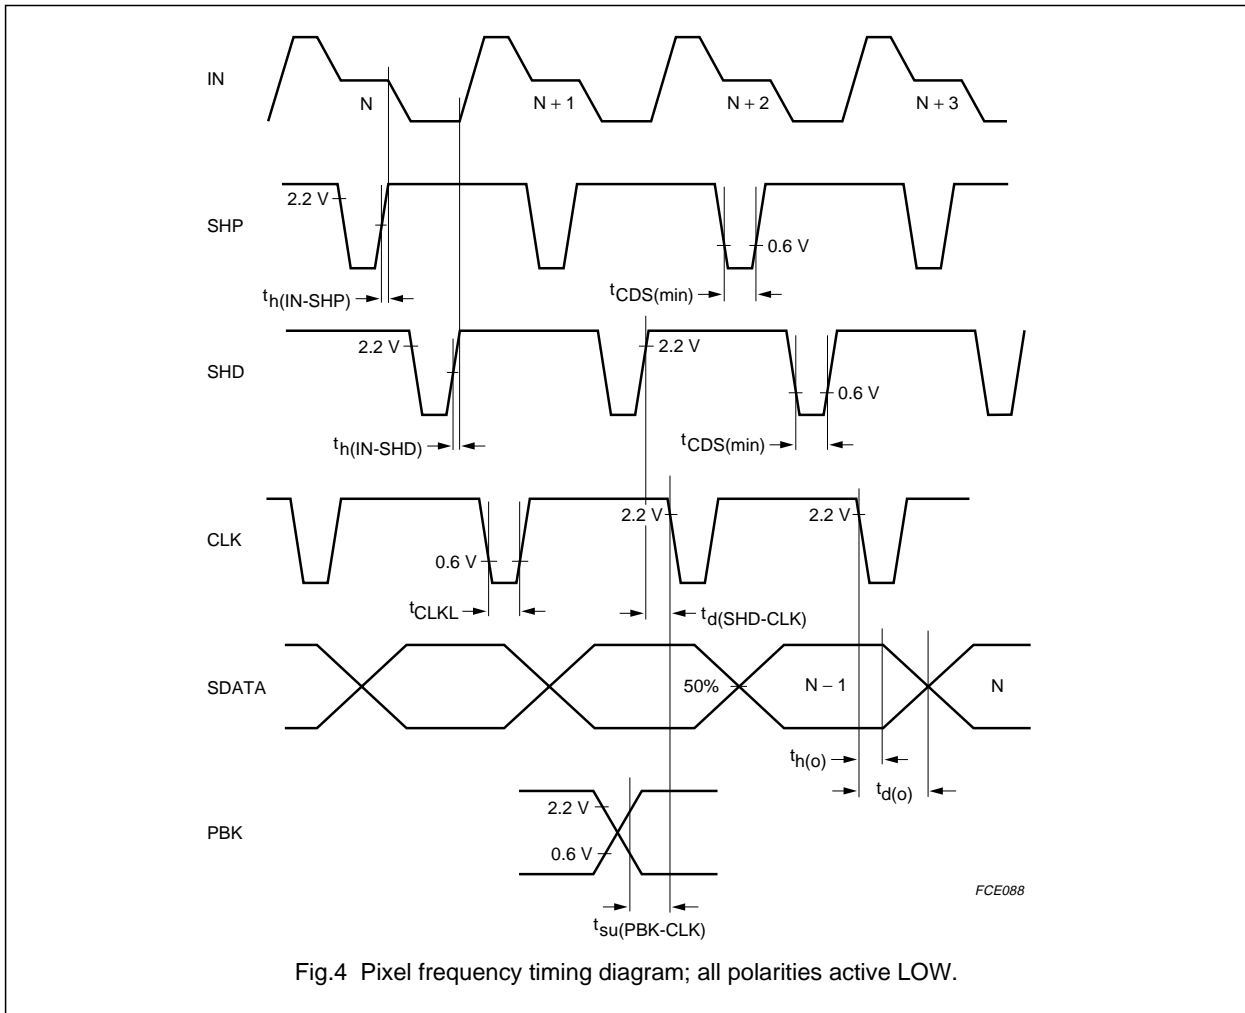 IN
N
N + 1
N + 2
N + 3
SHP
2.2 V
0.6 V
th(IN-SHP)
tCDS(min)
SHD
2.2 V
2.2 V
0.6 V
th(IN-SHD)
tCDS(min)
CLK
2.2 V
2.2 V
0.6 V
tCLKL
td(SHD-CLK)
SDATA
50%
N − 1
N
th(o)
td(o)
PBK
2.2 V
0.6 V
tsu(PBK-CLK)
FCE088
Fig.4 Pixel frequency timing diagram; all polarities active LOW.